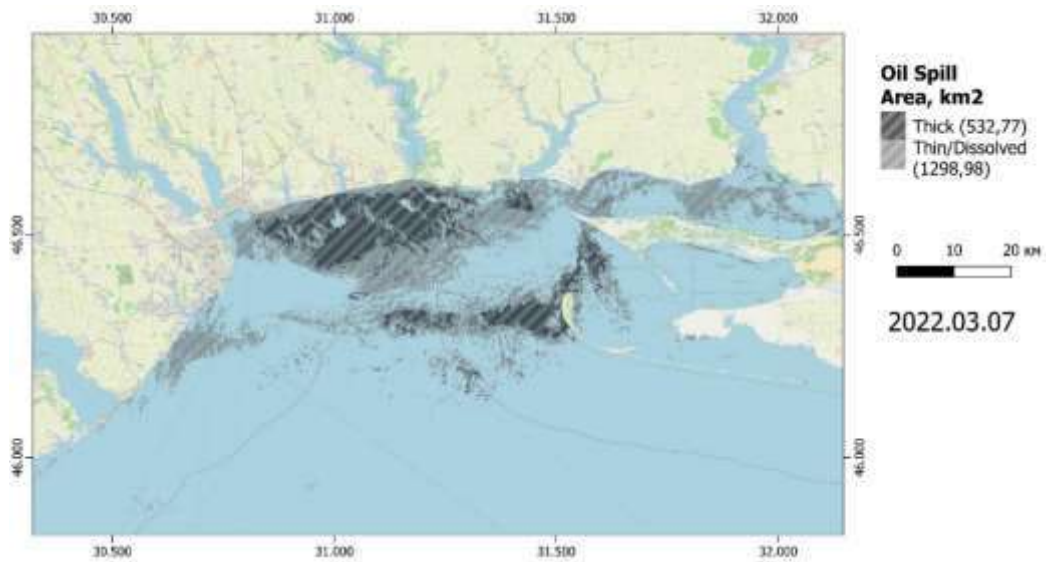 30.500 31.000 31.500 32.000
Oil Spill
Area, km2
Thick (532,77)
Thin/Dissolved
(1298,98)
46.500 46.500
0 10 20 км
2022.03.07
46.000 46.000
30.500 31.000 31.500 32.000